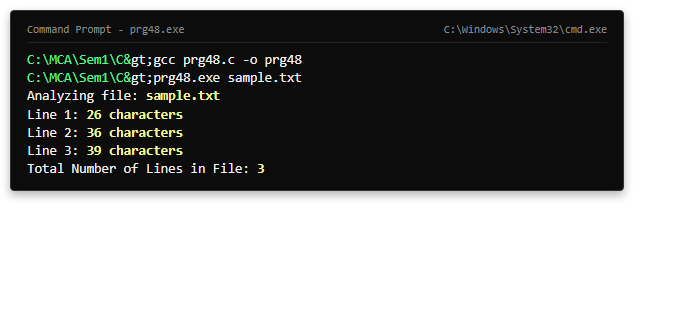 Command Prompt - prg48.exe C:\Windows\System32\cmd.exe
C:\MCA\Sem1\C&gt;gcc prg48.c -o prg48
C:\MCA\Sem1\C&gt;prg48.exe sample.txt
Analyzing file: sample.txt
Line 1: 26 characters
Line 2: 36 characters
Line 3: 39 characters
Total Number of Lines in File: 3